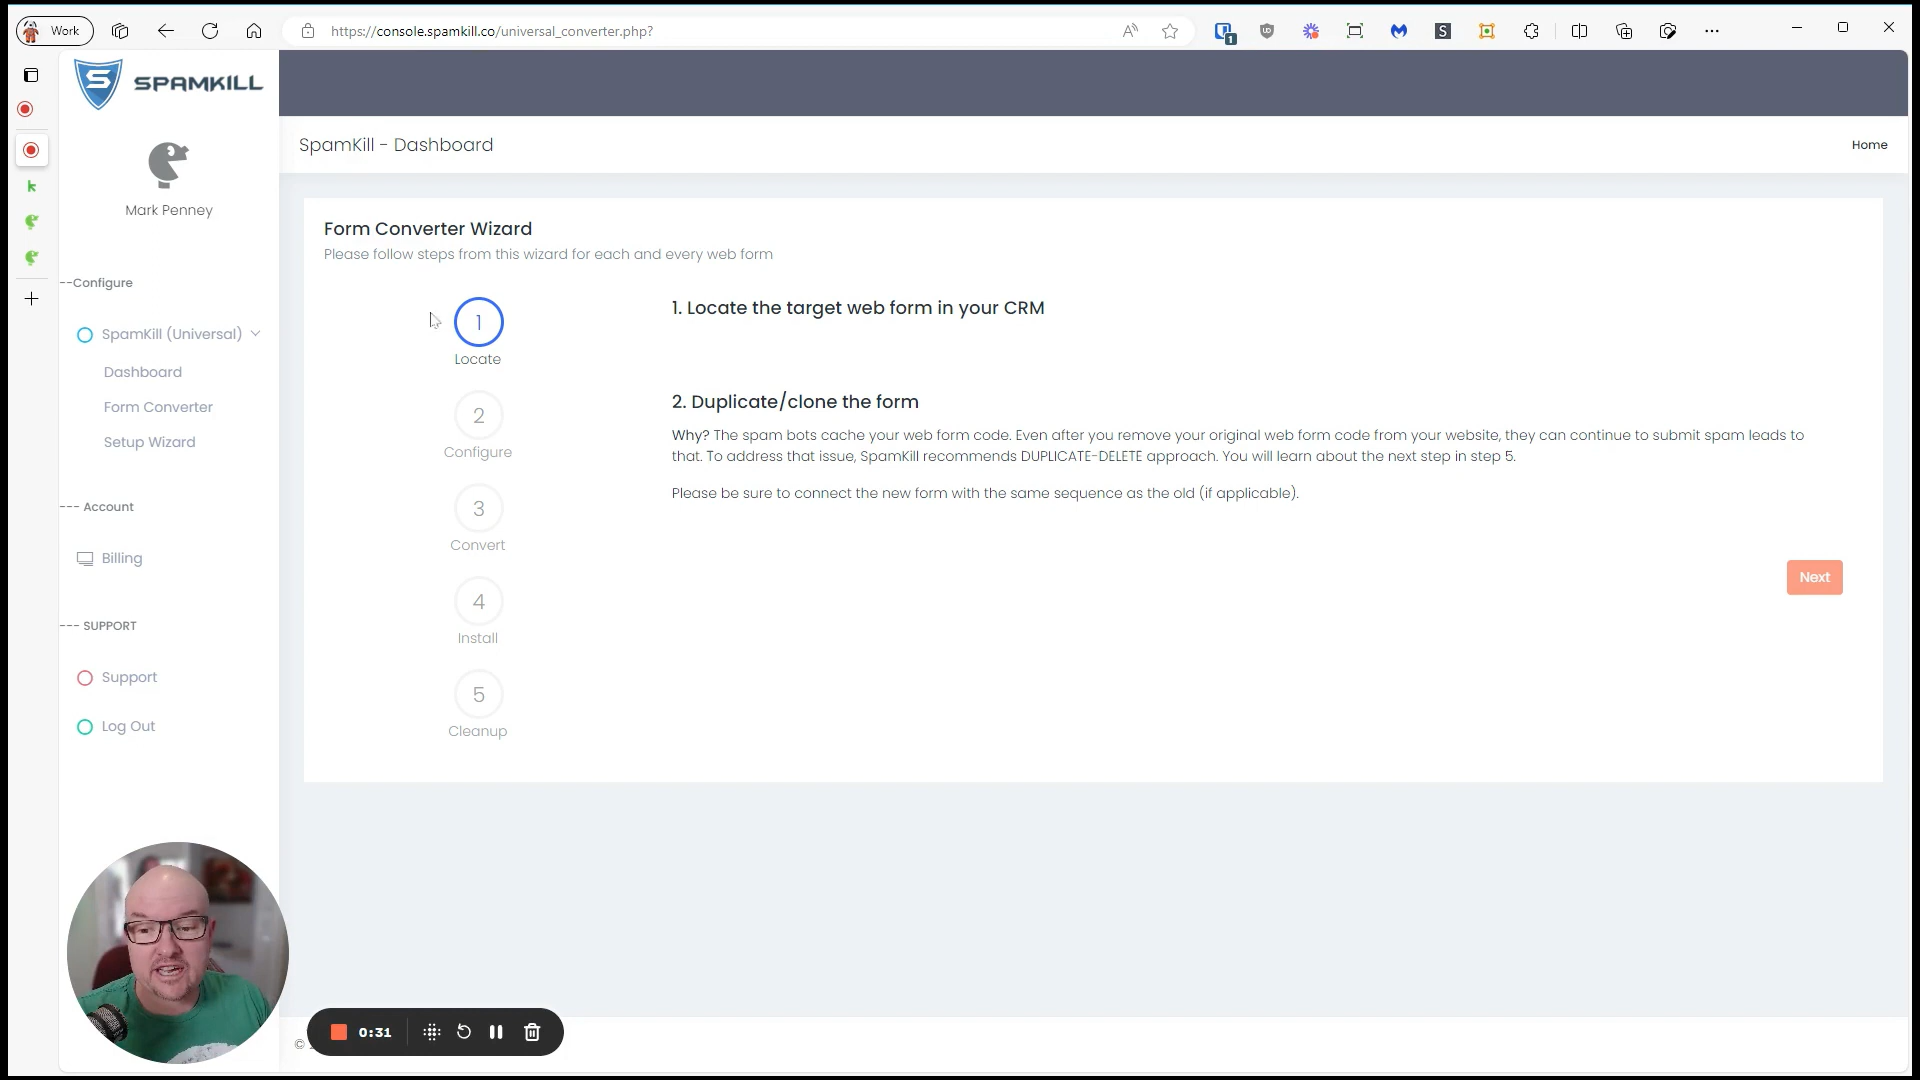 Work
https://console.spamkill.co/universal_converter.php?
SPAMKILL
Mark Penney
SpamKill - Dashboard
Home
Form Converter Wizard
Please follow steps from this wizard for each and every web form
--Configure
SpamKill (Universal)
Dashboard
Form Converter
Setup Wizard
--- Account
Billing
--- SUPPORT
Support
Log Out
1
Locate
2
Configure
3
Convert
4
Install
5
Cleanup
1. Locate the target web form in your CRM
2. Duplicate/clone the form
Why? The spam bots cache your web form code. Even after you remove your original web form code from your website, they can continue to submit spam leads to
that. To address that issue, SpamKill recommends DUPLICATE-DELETE approach. You will learn about the next step in step 5.
Please be sure to connect the new form with the same sequence as the old (if applicable).
Next
0:31
©